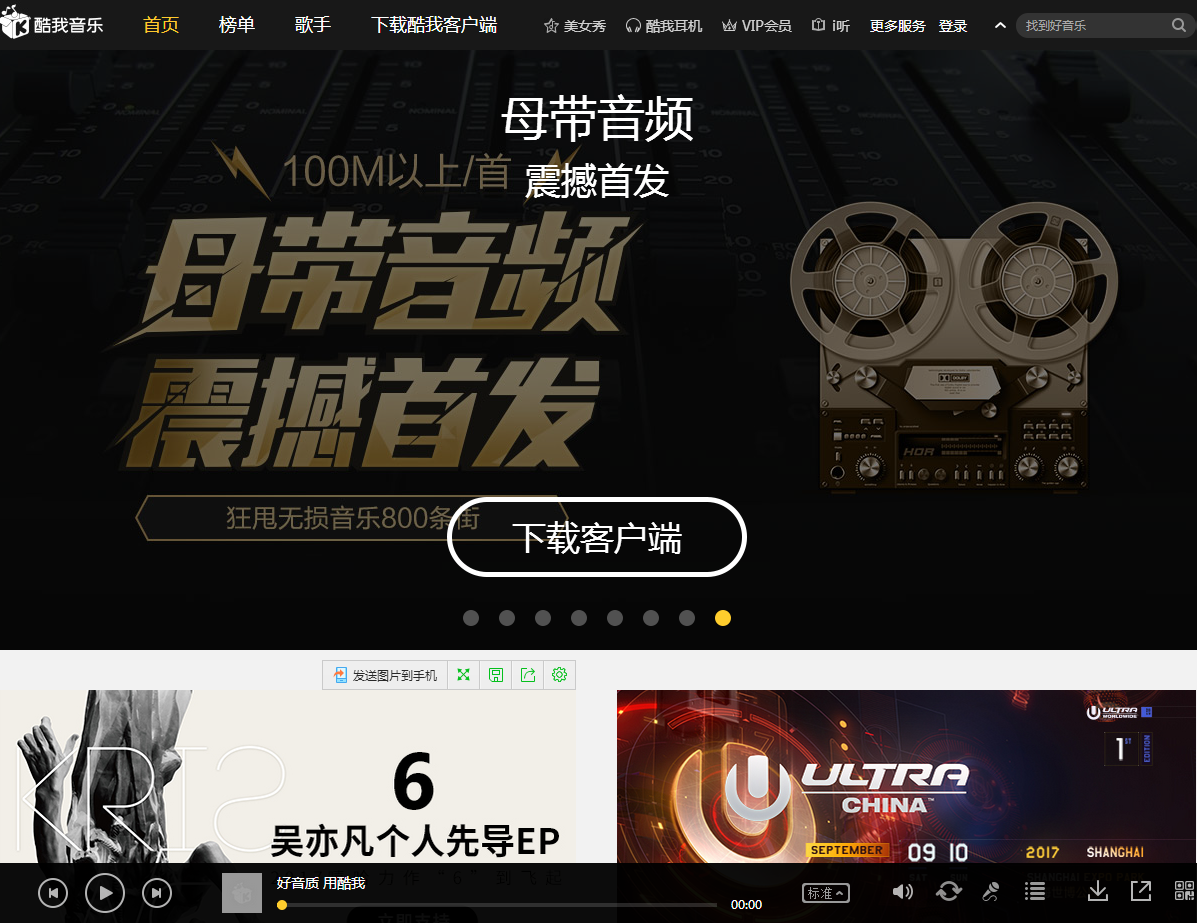 酷我音乐 首页 榜单 歌手 下载酷我客户端 美女秀 酷我耳机 VIP会员 i听 更多服务 登录 找到好音乐
母带音频
100M以上/首
震撼首发
母带音频
震撼首发
狂甩无损音乐800条街
下载客户端
发送图片到手机
KRIS
6
吴亦凡个人先导EP
ULTRA WORLDWIDE
1ST EDITION
ULTRA
CHINA™
SEPTEMBER 09 10 2017 SHANGHAI
好音质 用酷我
00:00
标准